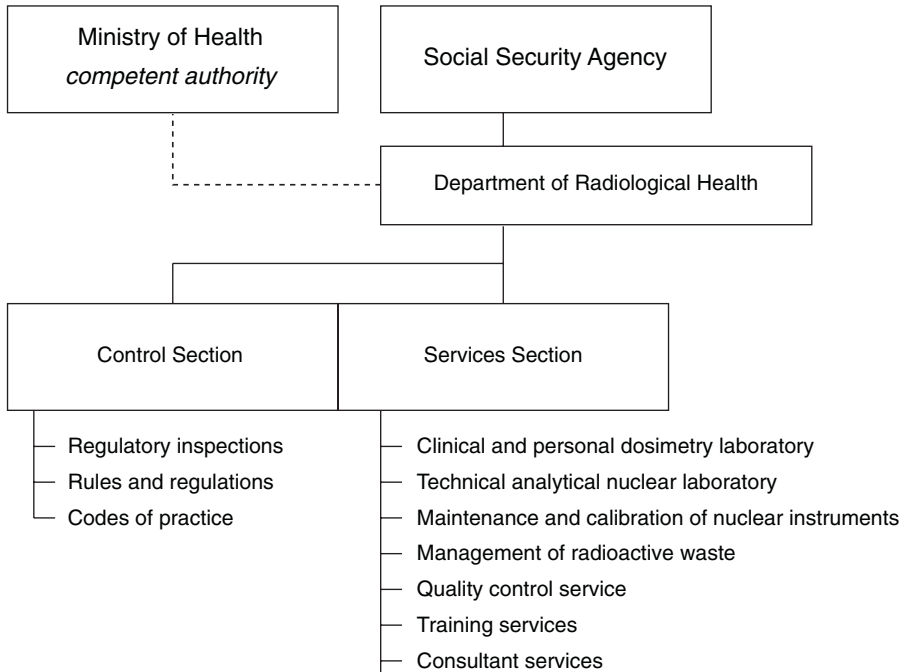 Ministry of Health
competent authority
Social Security Agency
Department of Radiological Health
Control Section
Services Section
Regulatory inspections
Rules and regulations
Codes of practice
Clinical and personal dosimetry laboratory
Technical analytical nuclear laboratory
Maintenance and calibration of nuclear instruments
Management of radioactive waste
Quality control service
Training services
Consultant services